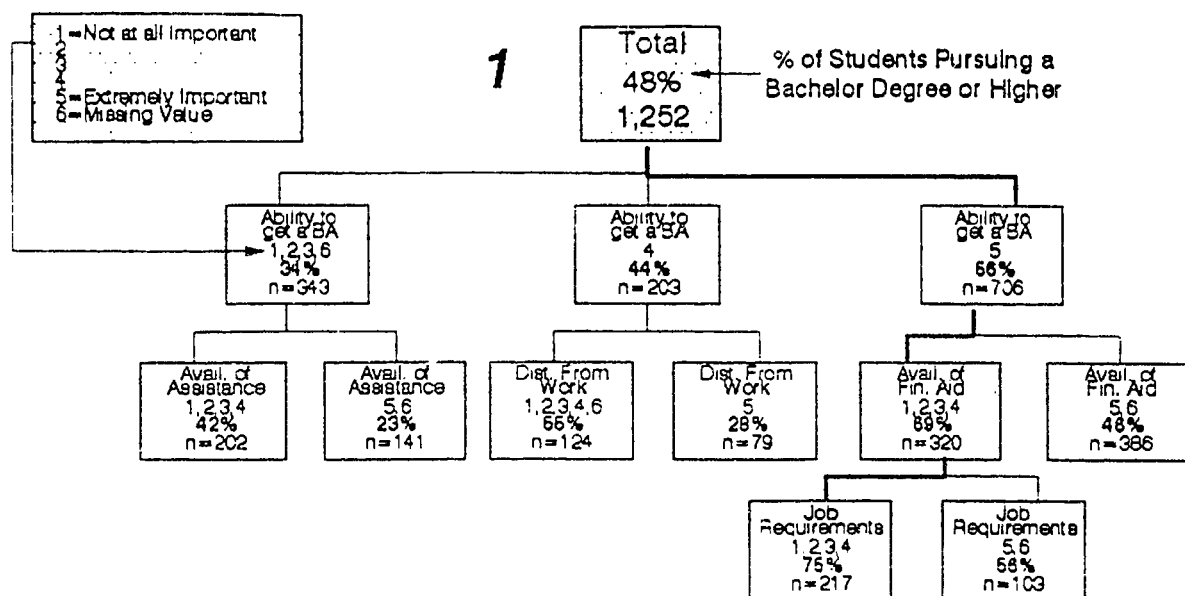 1=Not at all Important
2
3
4
5=Extremely Important
6=Missing Value
1
Total
48%
1,252
% of Students Pursuing a
Bachelor Degree or Higher
Ability to
get a BA
1,2,3,6
34%
n=343
Ability to
get a BA
4
44%
n=203
Ability to
get a BA
5
56%
n=706
Avail. of
Assistance
1,2,3,4
42%
n=202
Avail. of
Assistance
5,6
23%
n=141
Dist. From
Work
1,2,3,4,6
55%
n=124
Dist. From
Work
5
28%
n=79
Avail. of
Fin. Aid
1,2,3,4
69%
n=320
Avail. of
Fin. Aid
5,6
46%
n=386
Job
Requirements
1,2,3,4
75%
n=217
Job
Requirements
5,6
56%
n=103